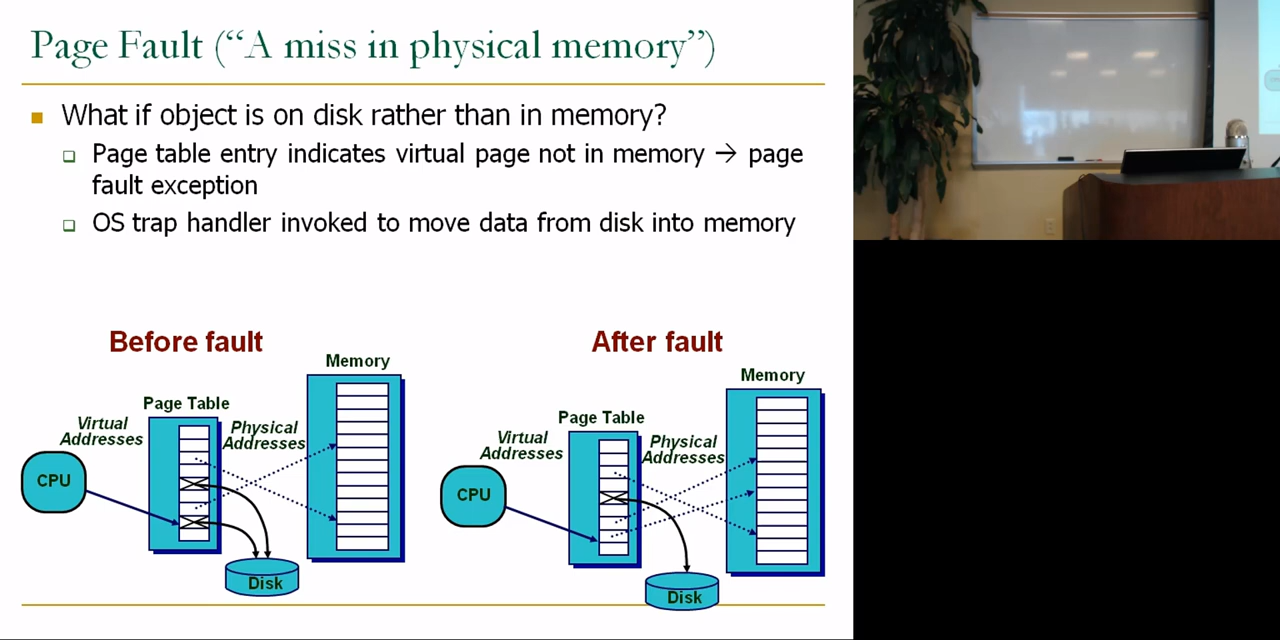 Page Fault (“A miss in physical memory”)
What if object is on disk rather than in memory?
Page table entry indicates virtual page not in memory → page
fault exception
OS trap handler invoked to move data from disk into memory
Before fault
Memory
Page Table
Virtual
Addresses
Physical
Addresses
CPU
Disk
After fault
Memory
Page Table
Virtual
Addresses
Physical
Addresses
CPU
Disk